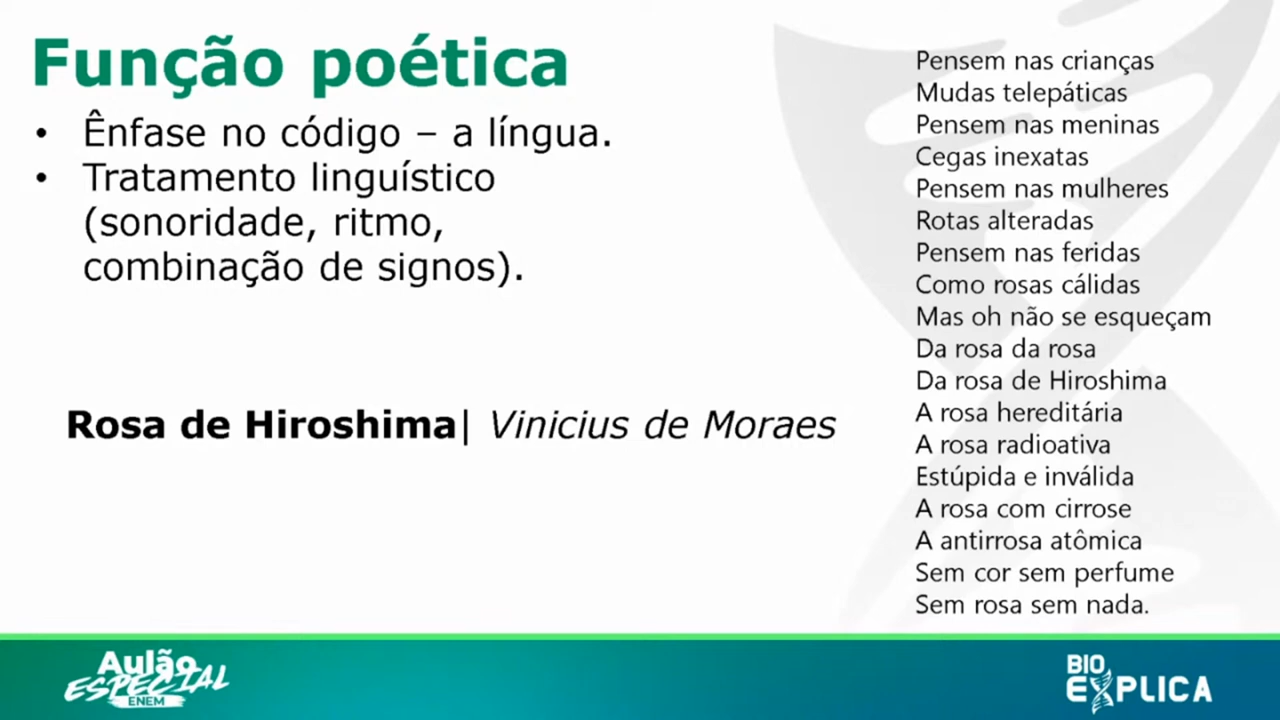 Função poética
• Ênfase no código – a língua.
• Tratamento linguístico
(sonoridade, ritmo,
combinação de signos).
Rosa de Hiroshima| Vinicius de Moraes
Pensem nas crianças
Mudas telepáticas
Pensem nas meninas
Cegas inexatas
Pensem nas mulheres
Rotas alteradas
Pensem nas feridas
Como rosas cálidas
Mas oh não se esqueçam
Da rosa da rosa
Da rosa de Hiroshima
A rosa hereditária
A rosa radioativa
Estúpida e inválida
A rosa com cirrose
A antirrosa atômica
Sem cor sem perfume
Sem rosa sem nada.
Aulão
ESPECIAL
ENEM
BIO
EXPLICA